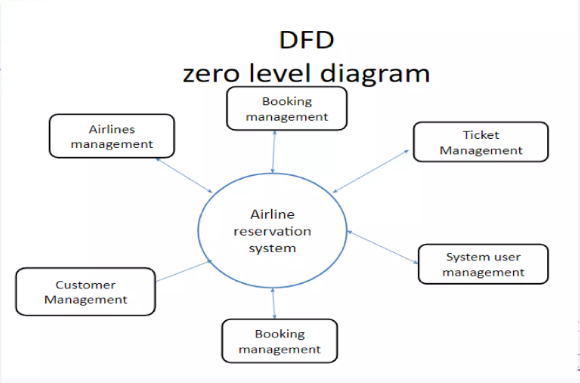 DFD
zero level diagram
Booking
management
Airlines
management
Ticket
Management
Airline
reservation
system
System user
management
Customer
Management
Booking
management